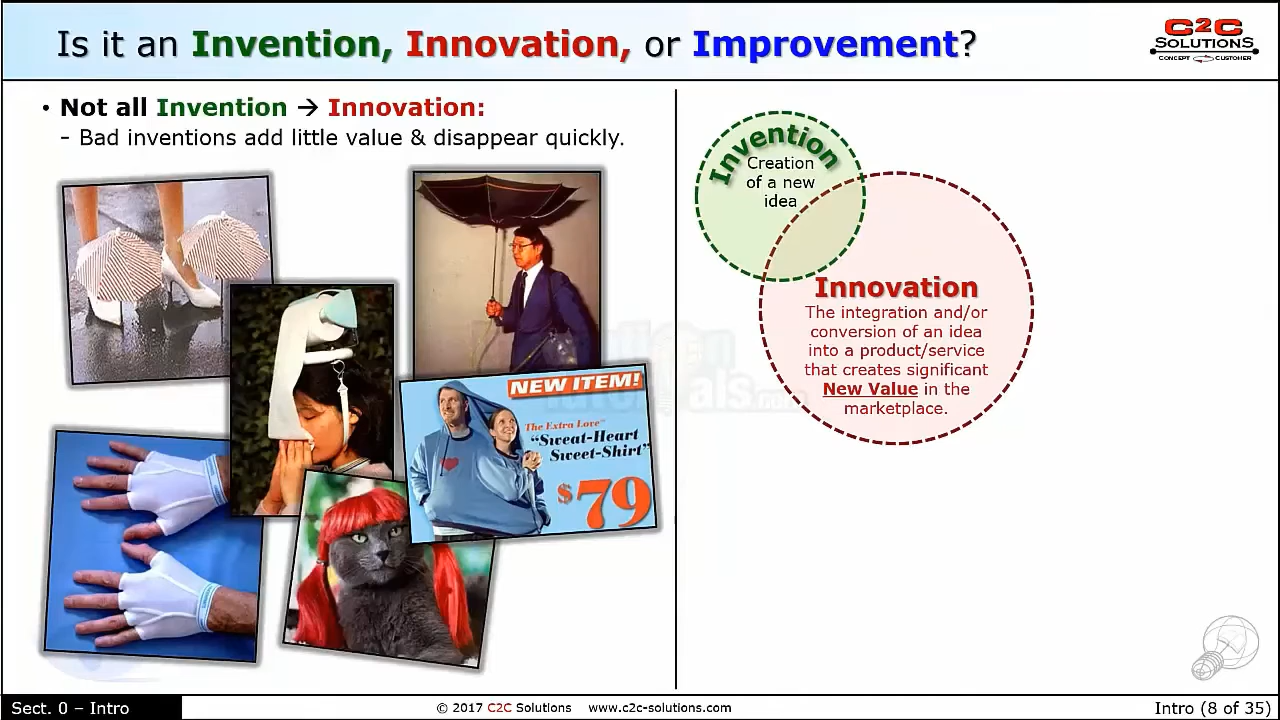 Is it an Invention, Innovation, or Improvement?
C2C
SOLUTIONS
CONCEPT CUSTOMER
• Not all Invention → Innovation:
– Bad inventions add little value & disappear quickly.
Invention
Creation
of a new
idea
Innovation
The integration and/or
conversion of an idea
into a product/service
that creates significant
New Value in the
marketplace.
NEW ITEM!
The Extra Love™
"Sweat-Heart
Sweet-Shirt"
$79
Sect. 0 – Intro
© 2017 C2C Solutions www.c2c-solutions.com
Intro (8 of 35)